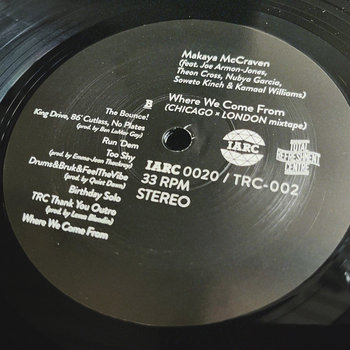 Makaya McCraven
(feat. Joe Armon-Jones,
Theon Cross, Nubya Garcia,
Soweto Kinch & Kamaal Williams)
Where We Come From
(CHICAGO × LONDON mixtape)
B
The Bounce!
King Drive, 86' Cutlass, No Plates
(prod by Ben LaMar Gay)
Run 'Dem
(prod by Emma-Jean Thackray)
Too Shy
Drums&Bruk&FeelTheVibe
(prod by Quiet Dawn)
Birthday Solo
TRC Thank You Outro
(prod by Lexus Blondin)
Where We Come From
IARC
TOTAL
REFRESHMENT
CENTRE
IARC 0020 / TRC-002
33 RPM
STEREO